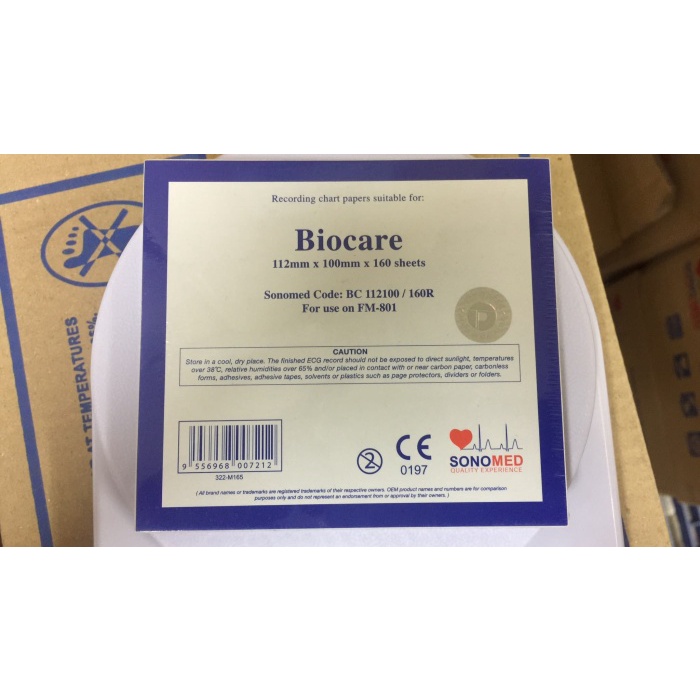 Recording chart papers suitable for:
Biocare
112mm x 100mm x 160 sheets
Sonomed Code: BC 112100 / 160R
For use on FM-801
CAUTION
Store in a cool, dry place. The finished ECG record should not be exposed to direct sunlight, temperatures
over 38°C, relative humidities over 65% and/or placed in contact with or near carbon paper, carbonless
forms, adhesives, adhesive tapes, solvents or plastics such as page protectors, dividers or folders.
9 556968 007212
322-M165
2
CE
0197
SONOMED
QUALITY EXPERIENCE
( All brand names or trademarks are registered trademarks of their respective owners. OEM product names and numbers are for comparison
purposes only and do not represent an endorsement from or approval by their owners. )
AT TEMPERATURES